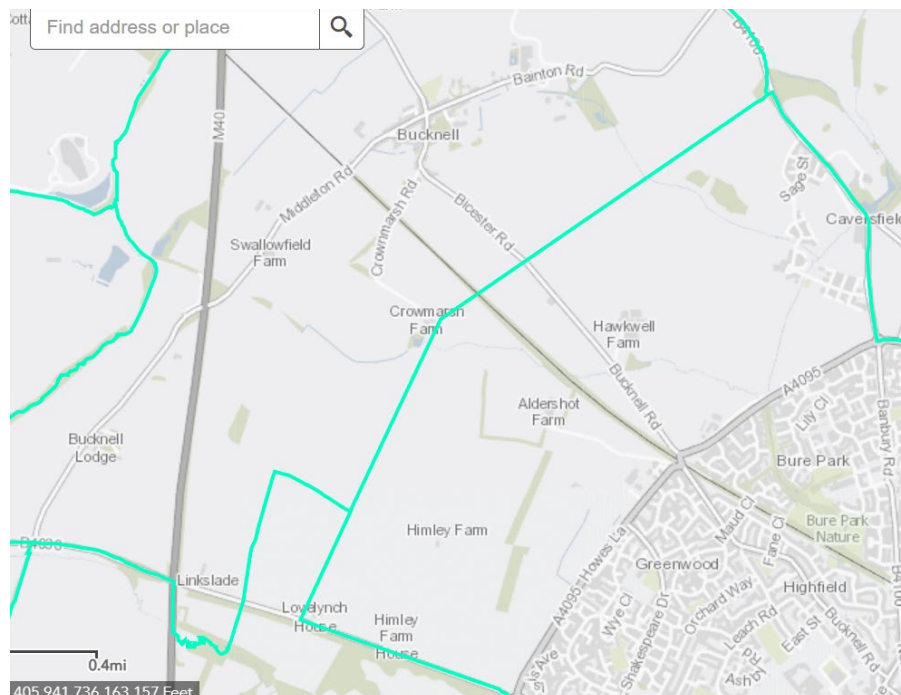 Find address or place
B4100
Bainton Rd
M40
Bucknell
Middleton Rd
Sage St
Crownmarsh Rd
Bicester Rd
Caversfield
Swallowfield
Farm
Crowmarsh
Farm
Hawkwell
Farm
Bucknell Rd
A4095
Aldershot
Farm
Lily Cl
Banbury Rd
Bucknell
Lodge
Bure Park
Maud Cl
Himley Farm
Fane Cl
Bure Park
Nature
B4030
Howes La
Greenwood
Linkslade
Highfield
B4100
Lovelynch
House
Himley
Farm
House
A4095
Wye Cl
Shakespeare Dr
Orchard Way
Leach Rd
East St
Bucknell Rd
0.4mi
405,941.736,163.157 Feet